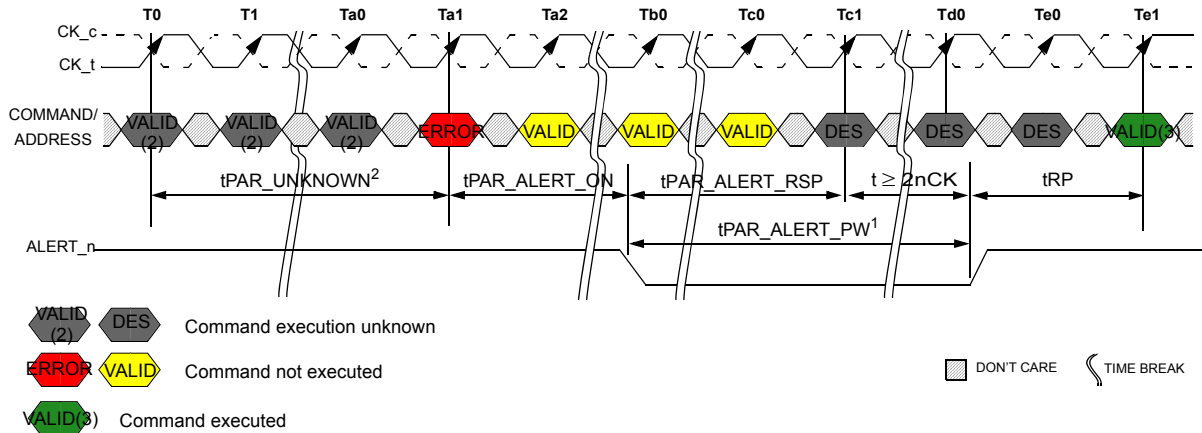 T0 T1 Ta0 Ta1 Ta2 Tb0 Tc0 Tc1 Td0 Te0 Te1
CK_c
CK_t
COMMAND/
ADDRESS
VALID (2) VALID (2) VALID (2) ERROR VALID VALID VALID DES DES DES VALID(3)
tPAR_UNKNOWN² tPAR_ALERT_ON tPAR_ALERT_RSP t ≥ 2nCK tRP
tPAR_ALERT_PW¹
ALERT_n
VALID (2) DES Command execution unknown
ERROR VALID Command not executed
DON'T CARE TIME BREAK
VALID(3) Command executed